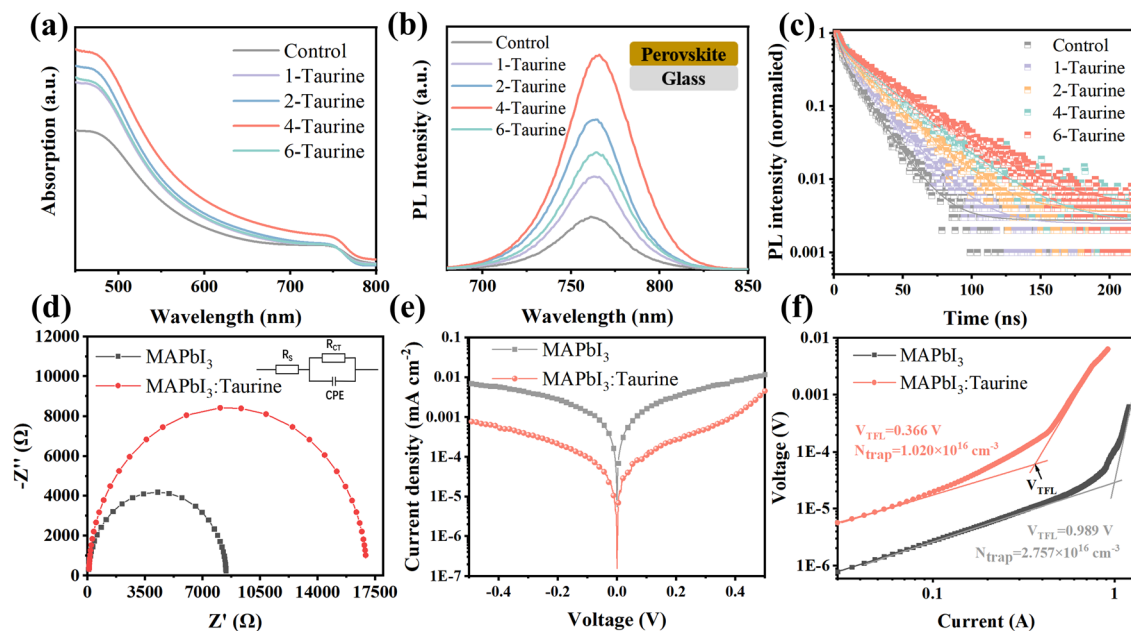 (a)
Absorption (a.u.)
Control
1-Taurine
2-Taurine
4-Taurine
6-Taurine
500 600 700 800
Wavelength (nm)
(b)
PL Intensity (a.u.)
Control
1-Taurine
2-Taurine
4-Taurine
6-Taurine
Perovskite
Glass
700 750 800 850
Wavelength (nm)
(c)
PL intensity (normalied)
1
0.1
0.01
0.001
Control
1-Taurine
2-Taurine
4-Taurine
6-Taurine
0 50 100 150 200
Time (ns)
(d)
-Z'' (Ω)
12000
10000
8000
6000
4000
2000
0
MAPbI3
MAPbI3:Taurine
RS
RCT
CPE
0 3500 7000 10500 14000 17500
Z' (Ω)
(e)
Current density (mA cm-2)
0.1
0.01
0.001
1E-4
1E-5
1E-6
1E-7
MAPbI3
MAPbI3:Taurine
-0.4 -0.2 0.0 0.2 0.4
Voltage (V)
(f)
Voltage (V)
0.01
0.001
1E-4
1E-5
1E-6
MAPbI3
MAPbI3:Taurine
VTFL=0.366 V
Ntrap=1.020×10^16 cm-3
VTFL
VTFL=0.989 V
Ntrap=2.757×10^16 cm-3
0.1 1
Current (A)